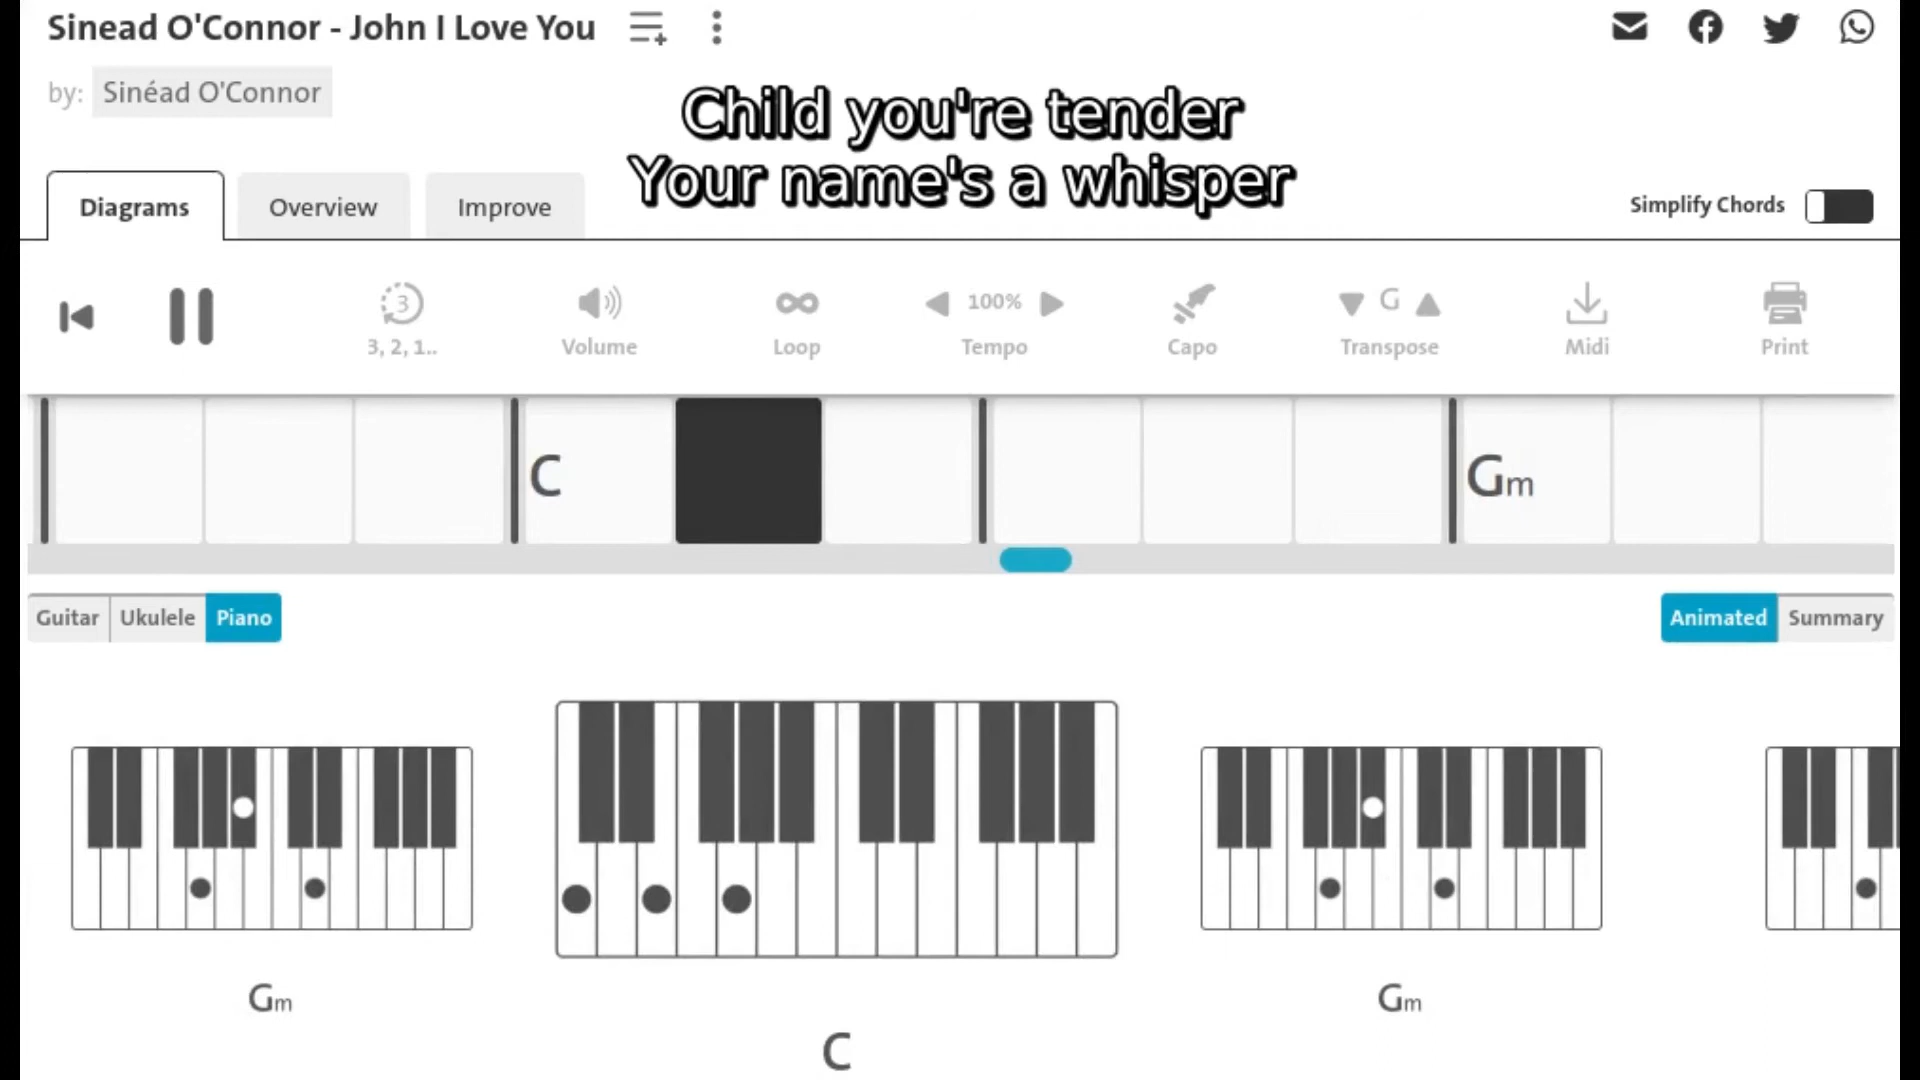 Sinead O'Connor - John I Love You
by: Sinéad O'Connor
Child you're tender
Your name's a whisper
Diagrams Overview Improve
Simplify Chords
3
3, 2, 1..
Volume
Loop
100%
Tempo
Capo
G
Transpose
Midi
Print
C Gm
Guitar Ukulele Piano
Animated Summary
Gm C Gm